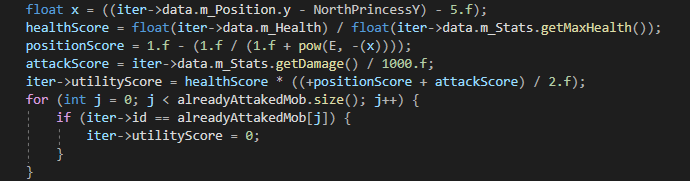 float x = ((iter->data.m_Position.y - NorthPrincessY) - 5.f);
healthScore = float(iter->data.m_Health) / float(iter->data.m_Stats.getMaxHealth());
positionScore = 1.f - (1.f / (1.f + pow(E, -(x))));
attackScore = iter->data.m_Stats.getDamage() / 1000.f;
iter->utilityScore = healthScore * ((+positionScore + attackScore) / 2.f);
for (int j = 0; j < alreadyAttakedMob.size(); j++) {
if (iter->id == alreadyAttakedMob[j]) {
iter->utilityScore = 0;
}
}